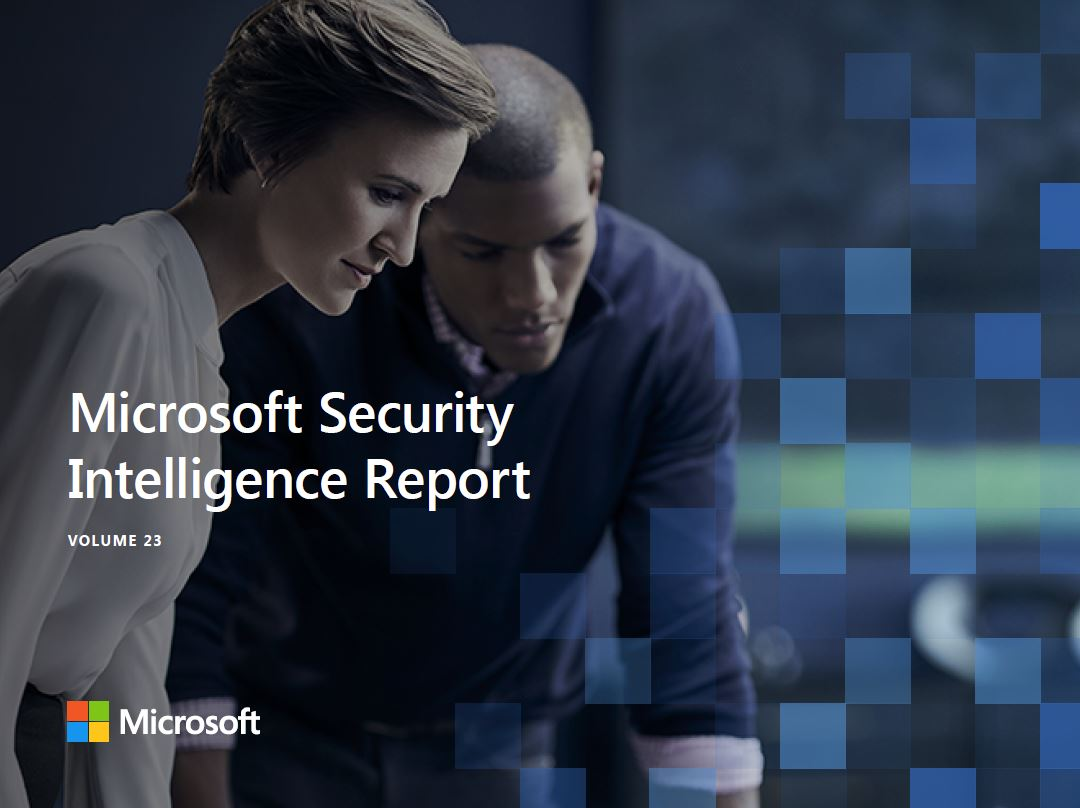 Microsoft Security
Intelligence Report
VOLUME 23
Microsoft